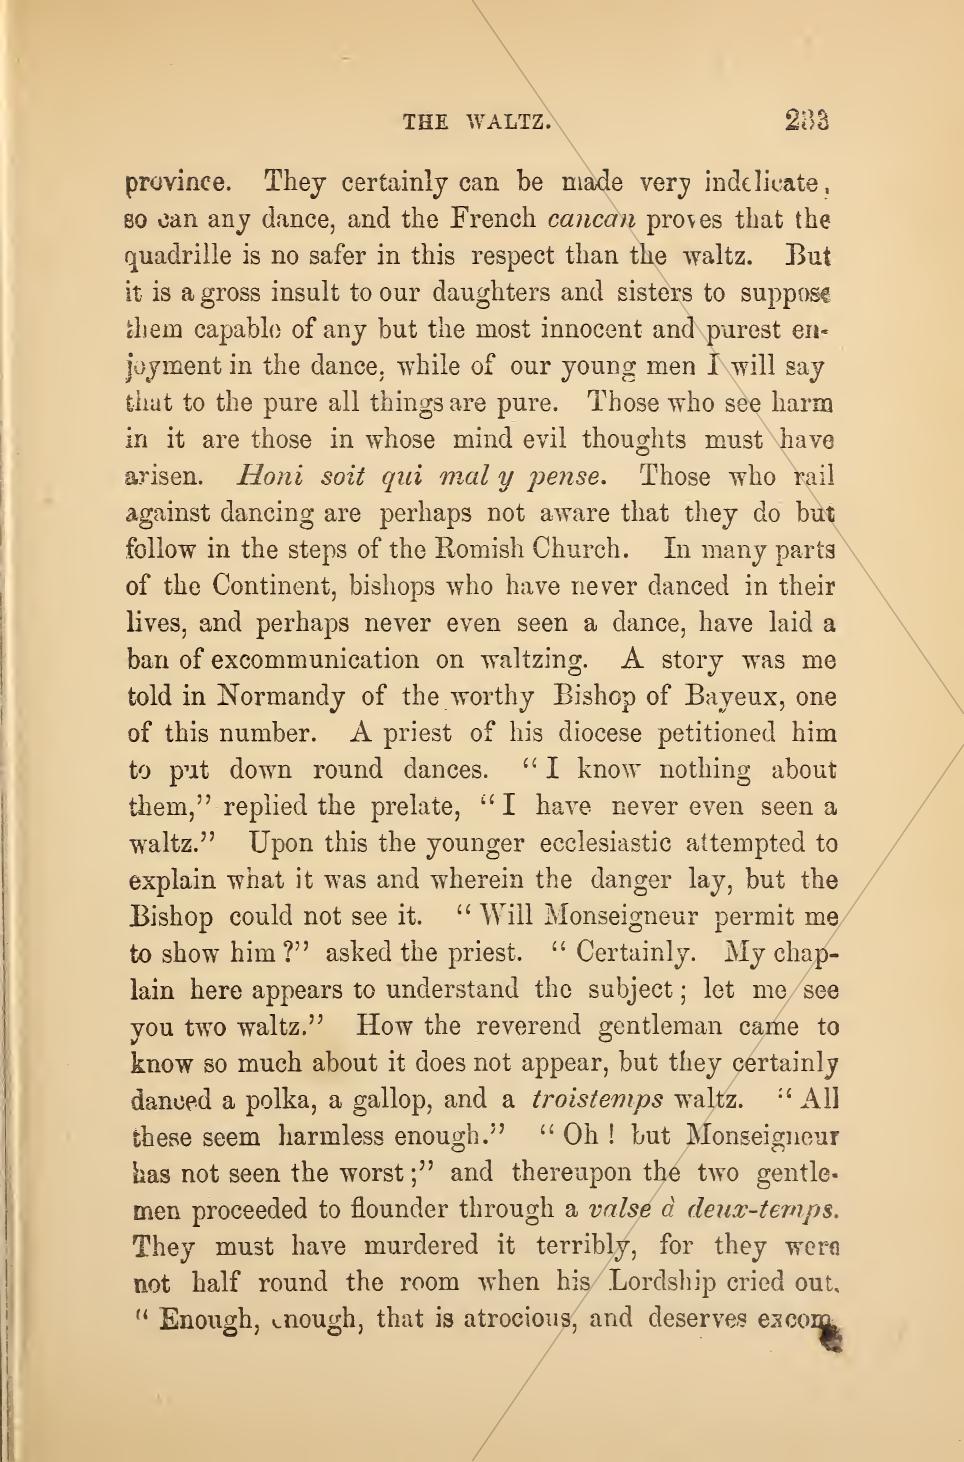 THE WALTZ. 233
province. They certainly can be made very indelicate,
so can any dance, and the French cancan proves that the
quadrille is no safer in this respect than the waltz. But
it is a gross insult to our daughters and sisters to suppose
them capable of any but the most innocent and purest en-
joyment in the dance, while of our young men I will say
that to the pure all things are pure. Those who see harm
in it are those in whose mind evil thoughts must have
arisen. Honi soit qui mal y pense. Those who rail
against dancing are perhaps not aware that they do but
follow in the steps of the Romish Church. In many parts
of the Continent, bishops who have never danced in their
lives, and perhaps never even seen a dance, have laid a
ban of excommunication on waltzing. A story was me
told in Normandy of the worthy Bishop of Bayeux, one
of this number. A priest of his diocese petitioned him
to put down round dances. “I know nothing about
them,” replied the prelate, “I have never even seen a
waltz.” Upon this the younger ecclesiastic attempted to
explain what it was and wherein the danger lay, but the
Bishop could not see it. “Will Monseigneur permit me
to show him?” asked the priest. “Certainly. My chap-
lain here appears to understand the subject; let me see
you two waltz.” How the reverend gentleman came to
know so much about it does not appear, but they certainly
danced a polka, a gallop, and a troistemps waltz. “All
these seem harmless enough.” “Oh! but Monseigneur
has not seen the worst;” and thereupon the two gentle-
men proceeded to flounder through a valse à deux-temps.
They must have murdered it terribly, for they were
not half round the room when his Lordship cried out,
“Enough, enough, that is atrocious, and deserves excom